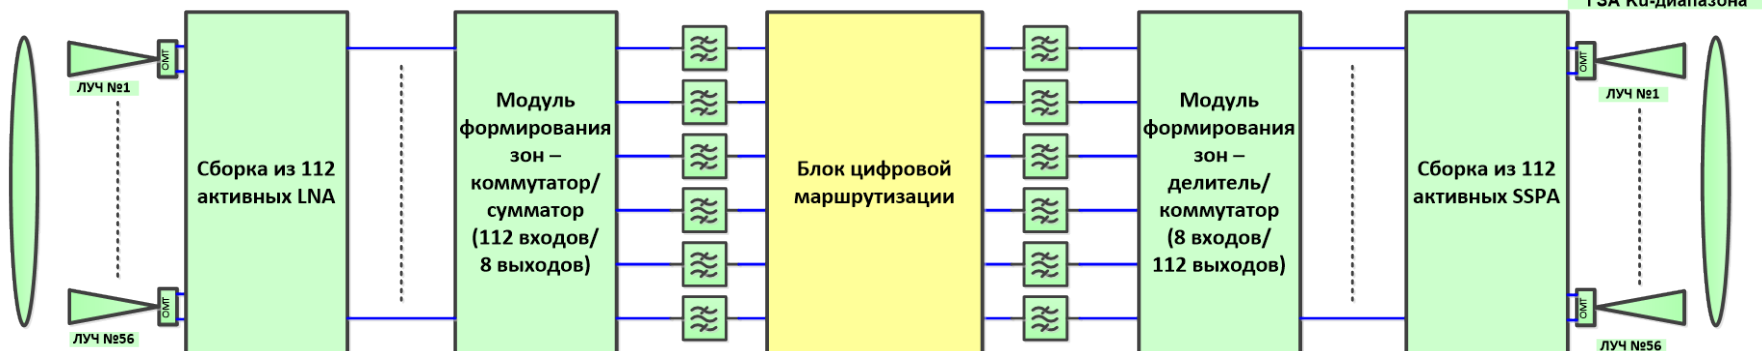 Ku-диапазона
ОМТ
ЛУЧ №1
ОМТ
ЛУЧ №56
Сборка из 112
активных LNA
Модуль
формирования
зон –
коммутатор/
сумматор
(112 входов/
8 выходов)
Блок цифровой
маршрутизации
Модуль
формирования
зон –
делитель/
коммутатор
(8 входов/
112 выходов)
Сборка из 112
активных SSPA
ОМТ
ЛУЧ №1
ОМТ
ЛУЧ №56